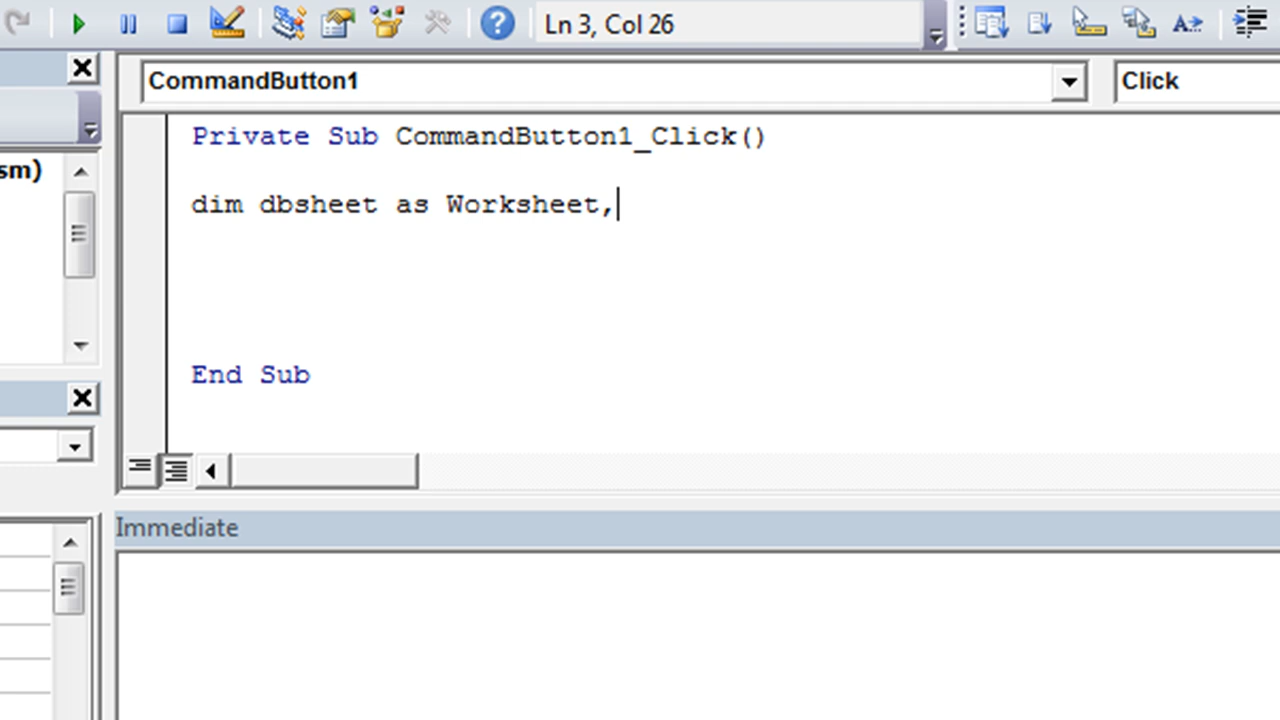 Ln 3, Col 26
CommandButton1
Click
sm)
Private Sub CommandButton1_Click()
dim dbsheet as Worksheet,
End Sub
Immediate